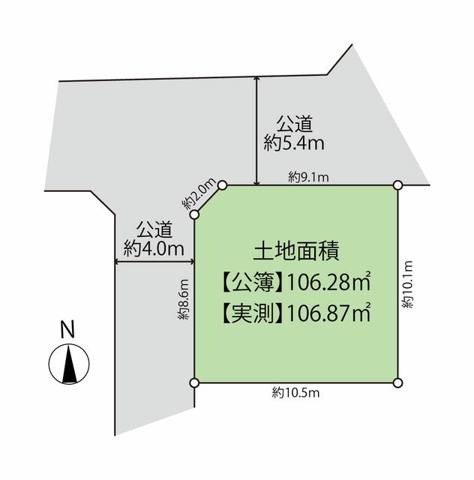 公道
約5.4m
約2.0m
約9.1m
公道
約4.0m
土地面積
【公簿】106.28㎡
【実測】106.87㎡
約8.6m
約10.1m
N
約10.5m